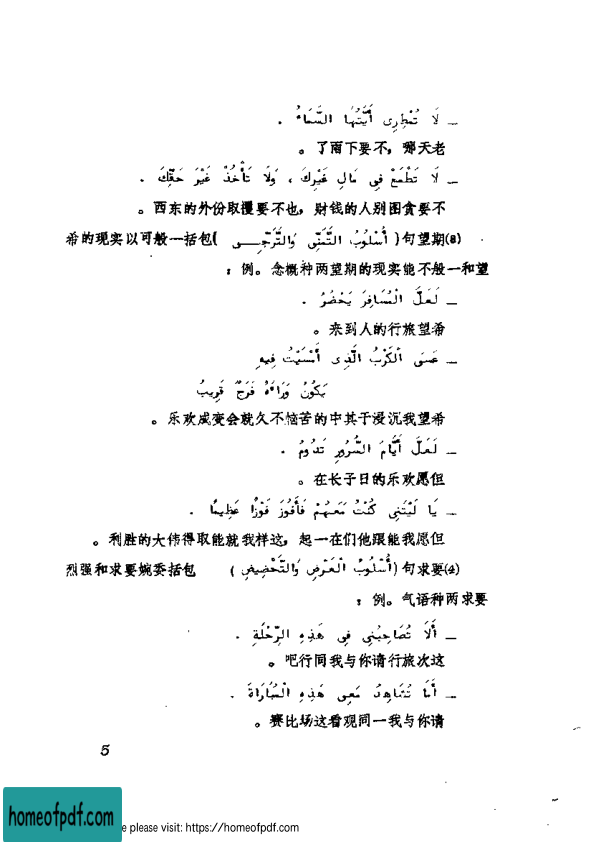 ـ لَا تُمْطِرِى أَيَّتُهَا السَّمَاءُ .
老天哪，不要下雨了。
ـ لَا تَطْمَعْ فِى مَالِ غَيْرِكَ ، وَلَا تَأْخُذْ غَيْرَ حَقِّكَ .
不要贪图别人的钱财，也不要攫取份外的东西。
(3)期望句(أُسْلُوبُ التَّمَنِّى وَالتَّرَجِّـــى)包括一般可以实现的希
望和一般不能实现的期望两种概念。例：
ـ لَعَلَّ الْمُسَافِرَ يَحْضُرُ .
希望旅行的人到来。
ـ عَسَى الْكَرْبُ الَّذِى أَمْسَيْتُ فِيهِ
يَكُونُ وَرَاءَهُ فَرَجٌ قَرِيبُ
希望我沉浸于其中的苦恼不久就会变成欢乐。
ـ لَعَلَّ أَيَّامَ السُّرُورِ تَدُومُ .
但愿欢乐的日子长在。
ـ يَا لَيْتَنِى كُنْتُ مَعَهُمْ فَأَفُوزَ فَوْزًا عَظِيمًا .
但愿我能跟他们在一起，这样我就能取得伟大的胜利。
(4)要求句(أُسْلُوبُ الْعَرْضِ وَالتَّحْضِيضِ)包括委婉要求和强烈
要求两种语气。例：
ـ أَلَا تُصَاحِبُنِى فِى هَذِهِ الرِّحْلَةِ .
这次旅行请你与我同行吧。
ـ أَمَا تُشَاهِدُ مَعِى هَذِهِ الْمُبَارَاةَ .
请你与我一同观看这场比赛。
5
homeofpdf.com
e please visit: https://homeofpdf.com